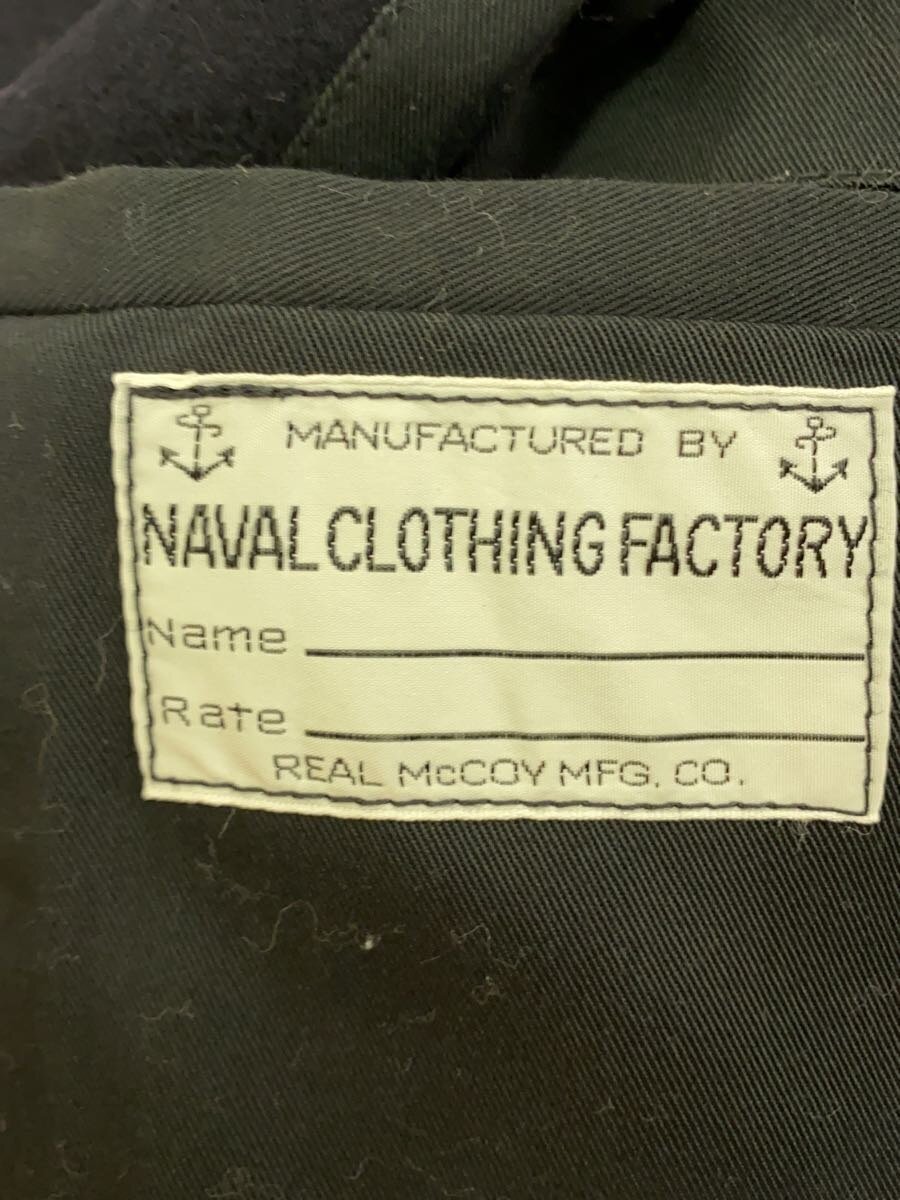 MANUFACTURED BY
NAVAL CLOTHING FACTORY
Name
Rate
REAL McCOY MFG. CO.